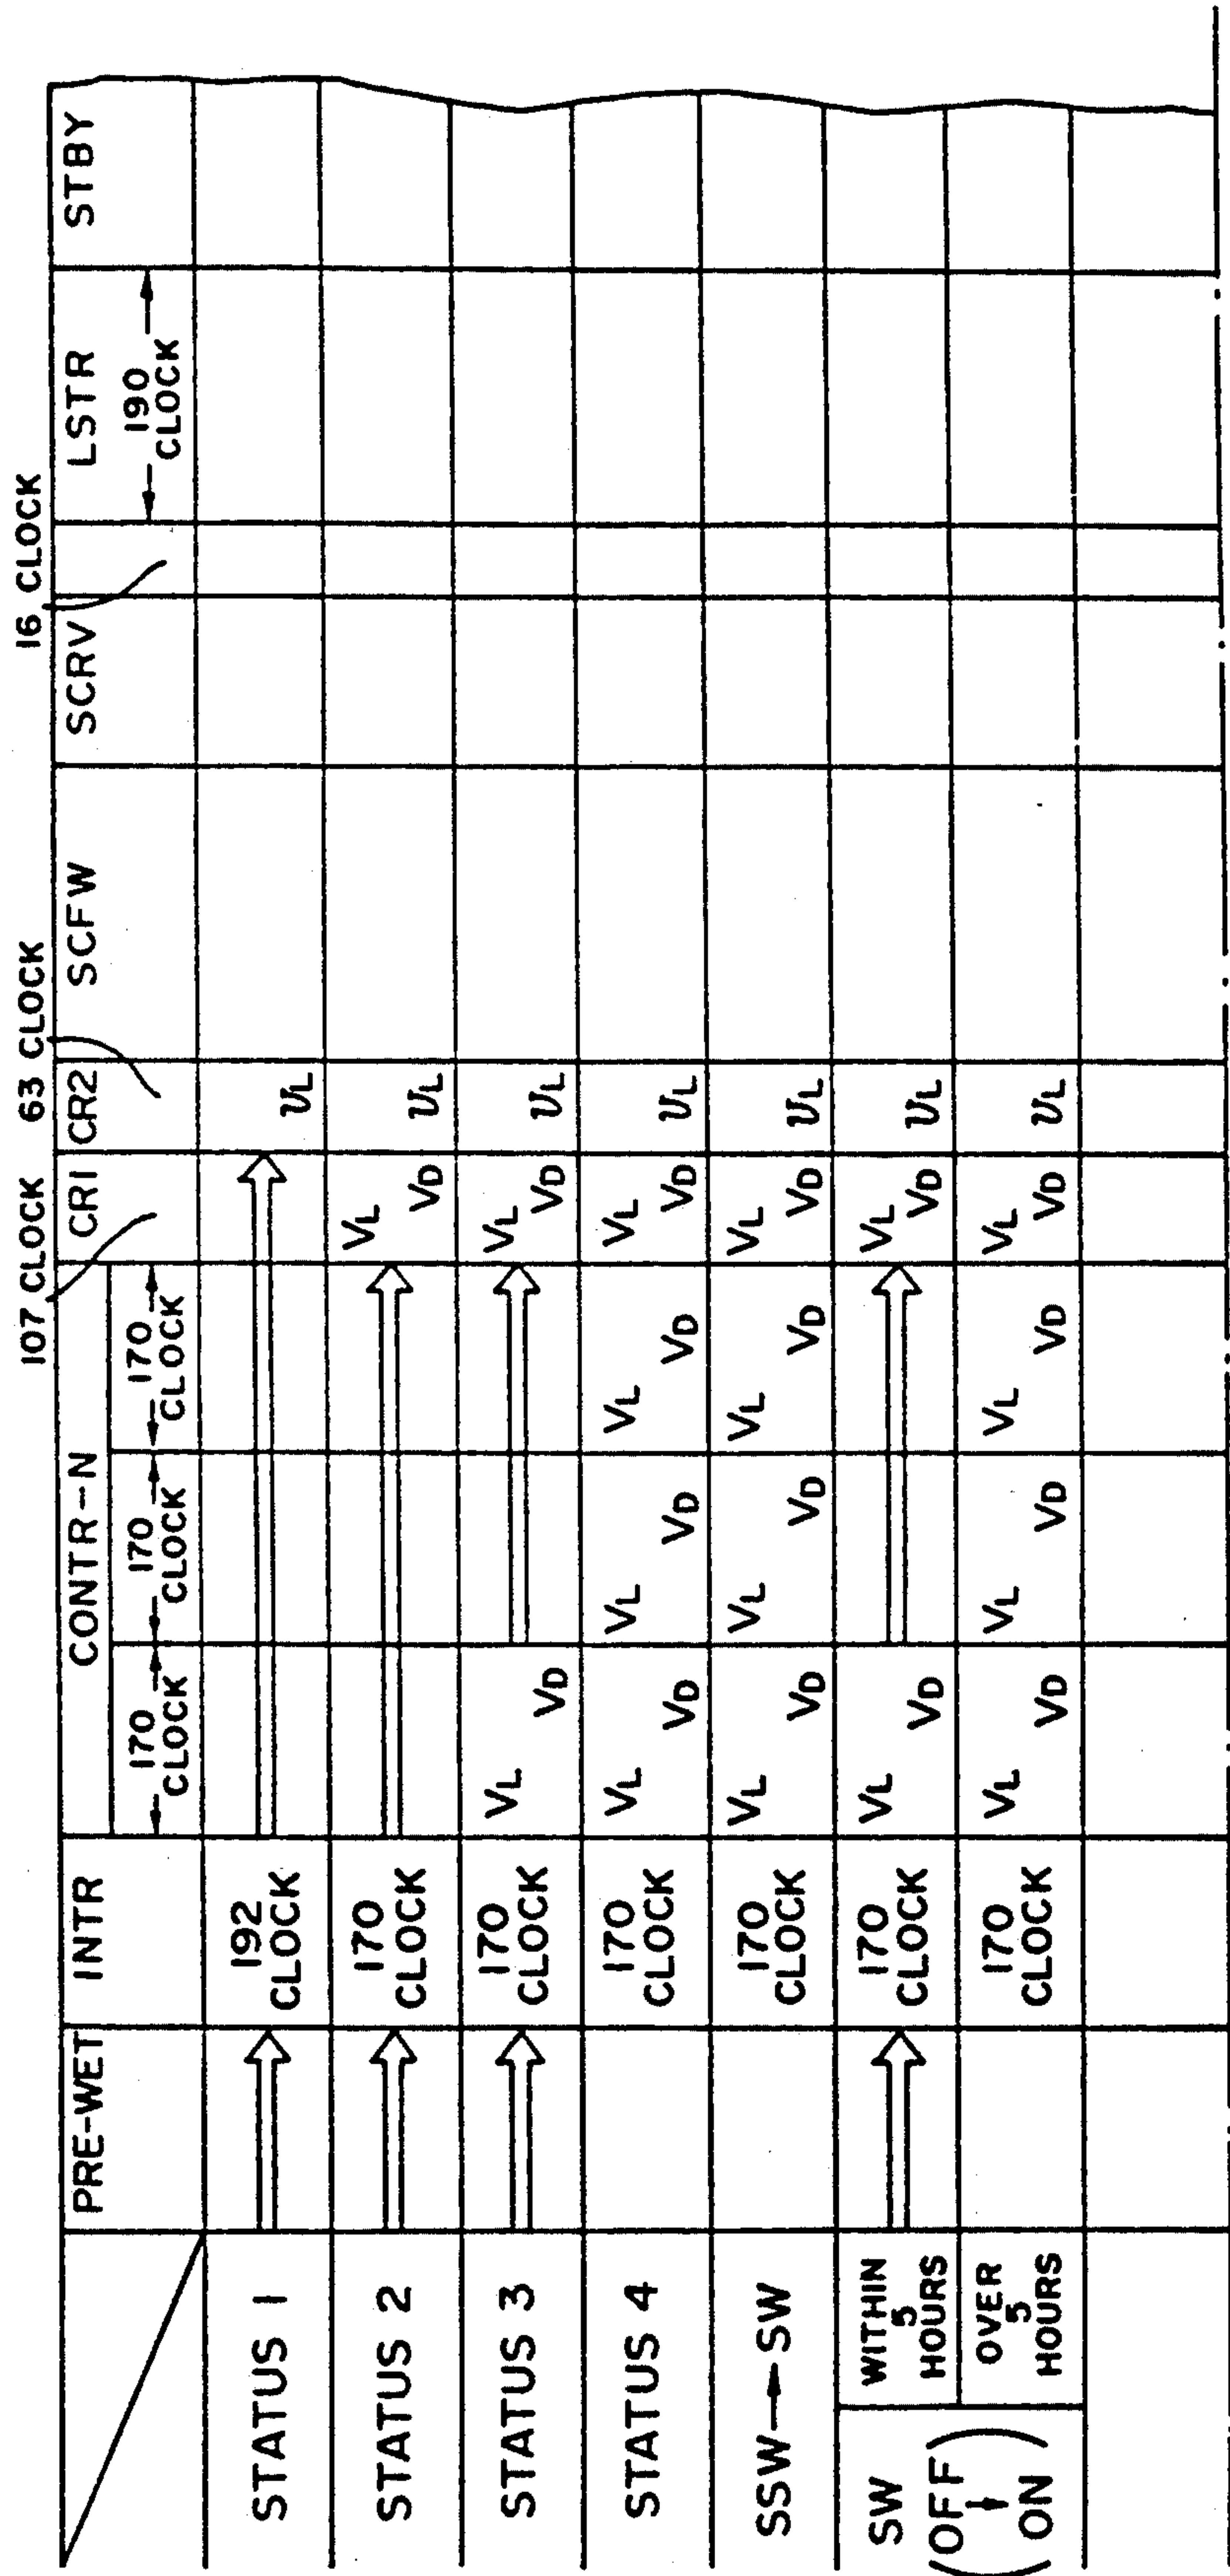 107 CLOCK 63 CLOCK 16 CLOCK
PRE-WET INTR CONTR-N CR1 CR2 SCFW SCRV LSTR STBY
170 CLOCK 170 CLOCK 170 CLOCK 190 CLOCK
STATUS 1 192 CLOCK VL
STATUS 2 170 CLOCK VL VD VL
STATUS 3 170 CLOCK VL VD VL VD VL
STATUS 4 170 CLOCK VL VD VL VD VL VD VL VD VL
SSW→SW 170 CLOCK VL VD VL VD VL VD VL VD VL
SW (OFF → ON) WITHIN 5 HOURS 170 CLOCK VL VD VL VD VL
OVER 5 HOURS 170 CLOCK VL VD VL VD VL VD VL VD VL